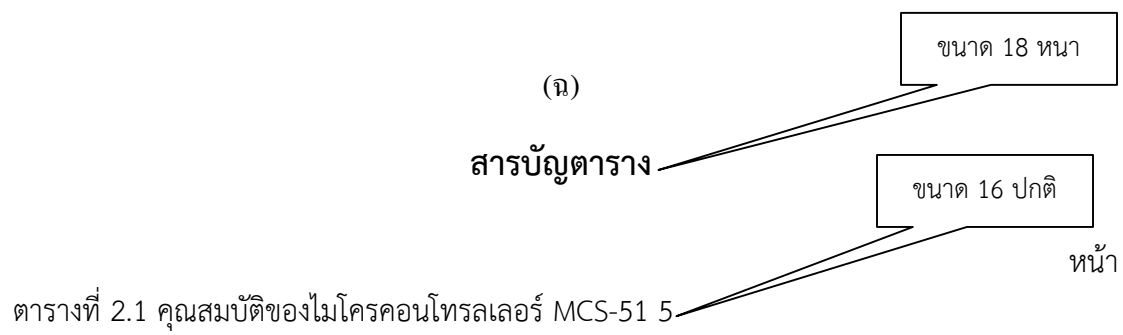 ขนาด 18 หนา
(ฉ)
สารบัญตาราง
ขนาด 16 ปกติ
หน้า
ตารางที่ 2.1 คุณสมบัติของไมโครคอนโทรลเลอร์ MCS-51 5